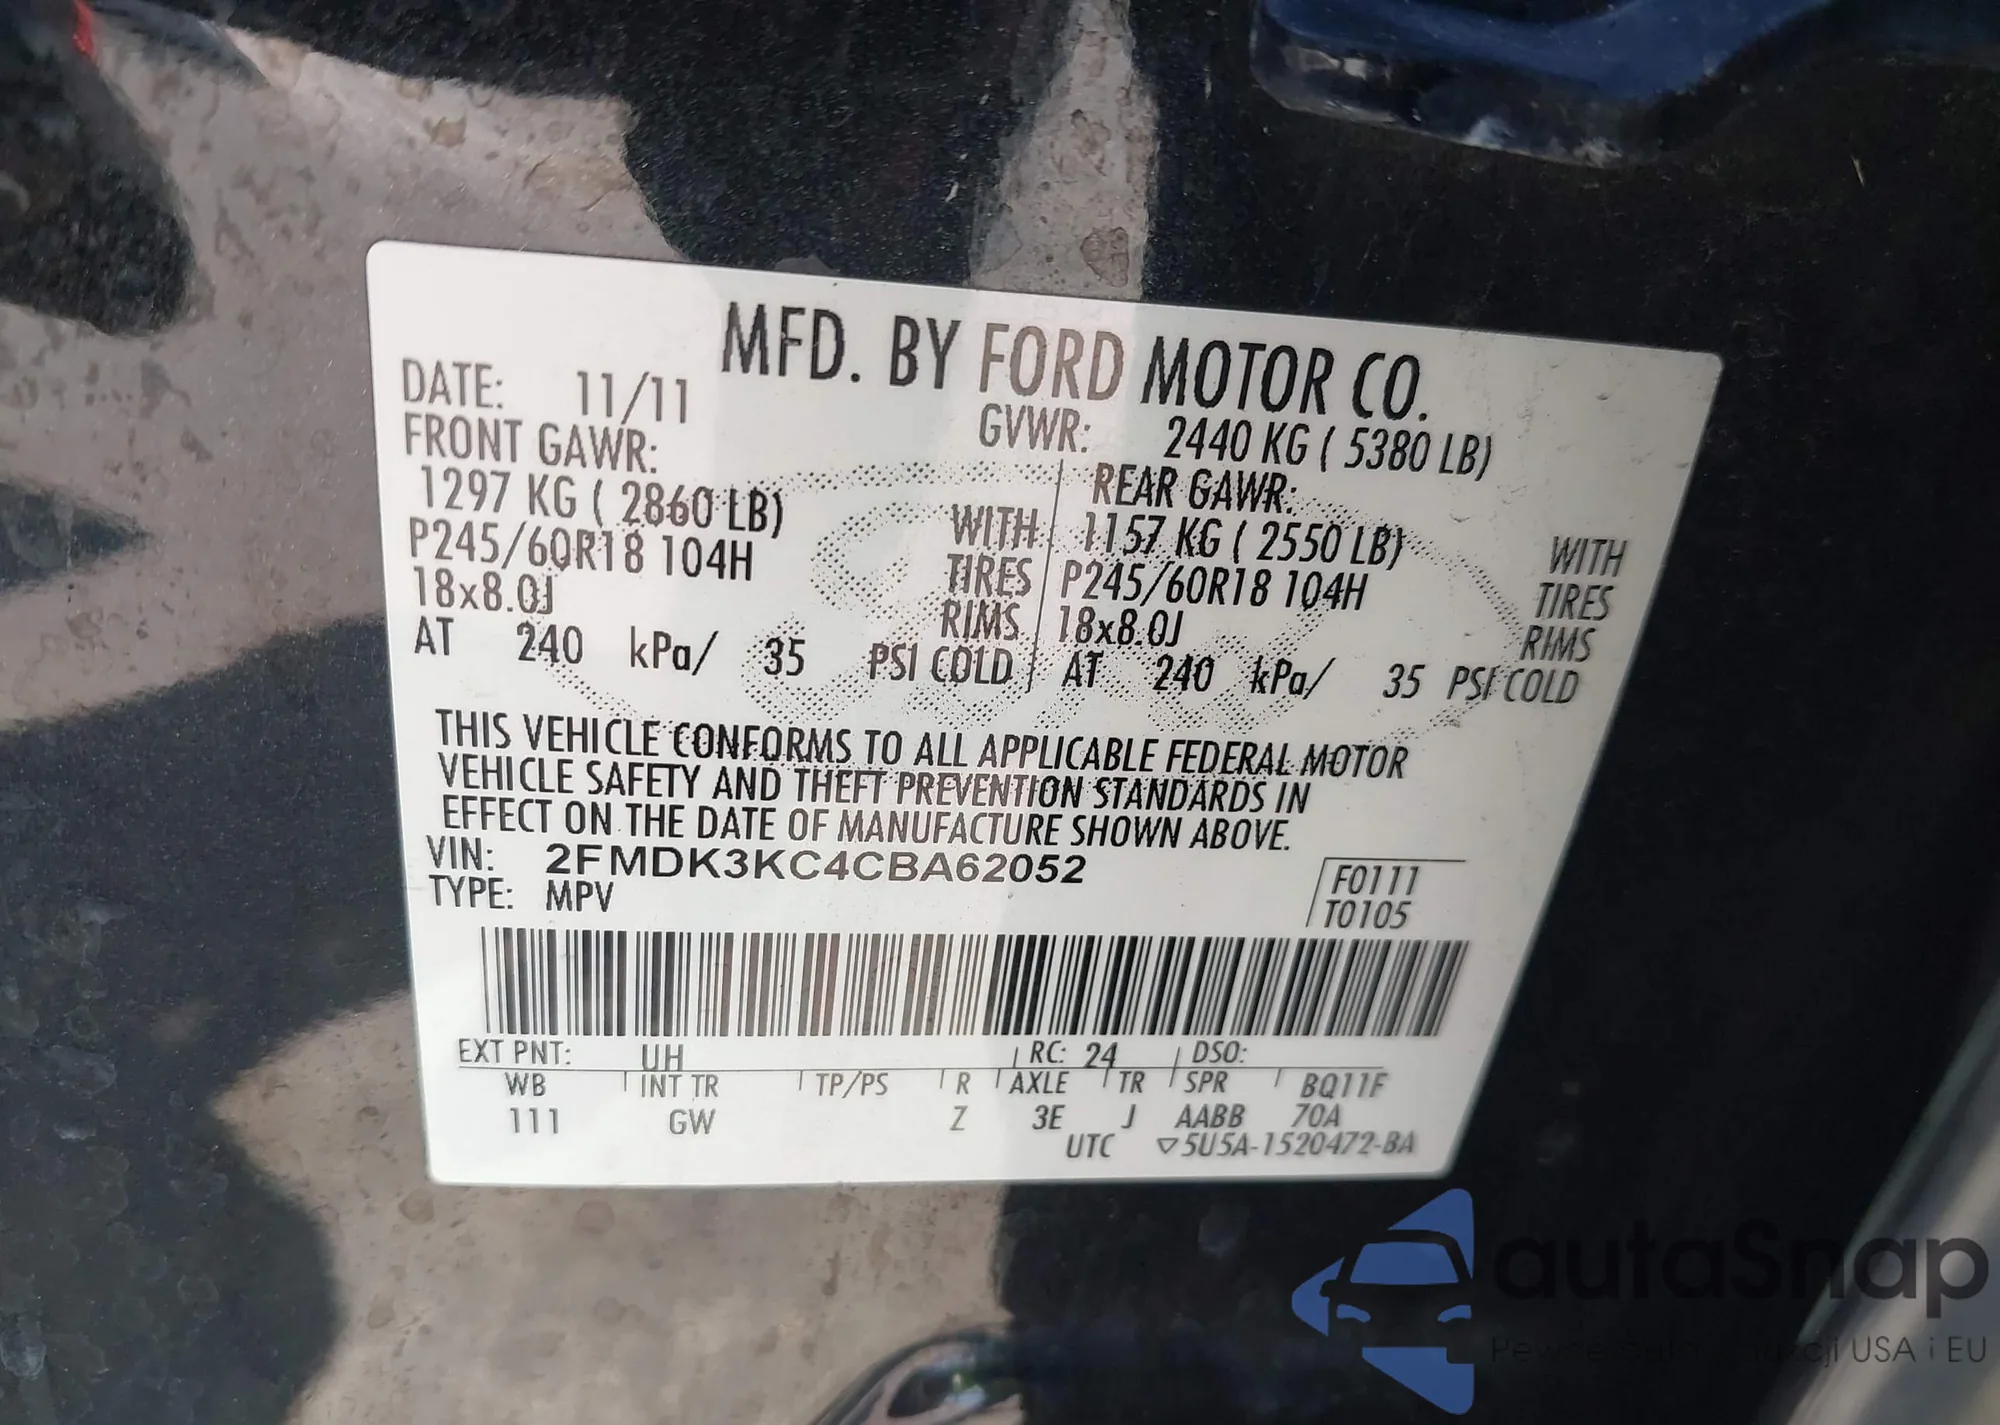 MFD. BY FORD MOTOR CO.
DATE: 11/11 GVWR: 2440 KG ( 5380 LB)
FRONT GAWR: REAR GAWR:
1297 KG ( 2860 LB) WITH 1157 KG ( 2550 LB) WITH
P245/60R18 104H TIRES P245/60R18 104H TIRES
18x8.0J RIMS 18x8.0J RIMS
AT 240 kPa/ 35 PSI COLD AT 240 kPa/ 35 PSI COLD
THIS VEHICLE CONFORMS TO ALL APPLICABLE FEDERAL MOTOR
VEHICLE SAFETY AND THEFT PREVENTION STANDARDS IN
EFFECT ON THE DATE OF MANUFACTURE SHOWN ABOVE.
VIN: 2FMDK3KC4CBA62052
TYPE: MPV
F0111
T0105
EXT PNT: UH RC: 24 DSO:
WB INT TR TP/PS R AXLE TR SPR BQ11F
111 GW Z 3E J AABB 70A
UTC ▽5U5A-1520472-BA
autaSnap
USA i EU